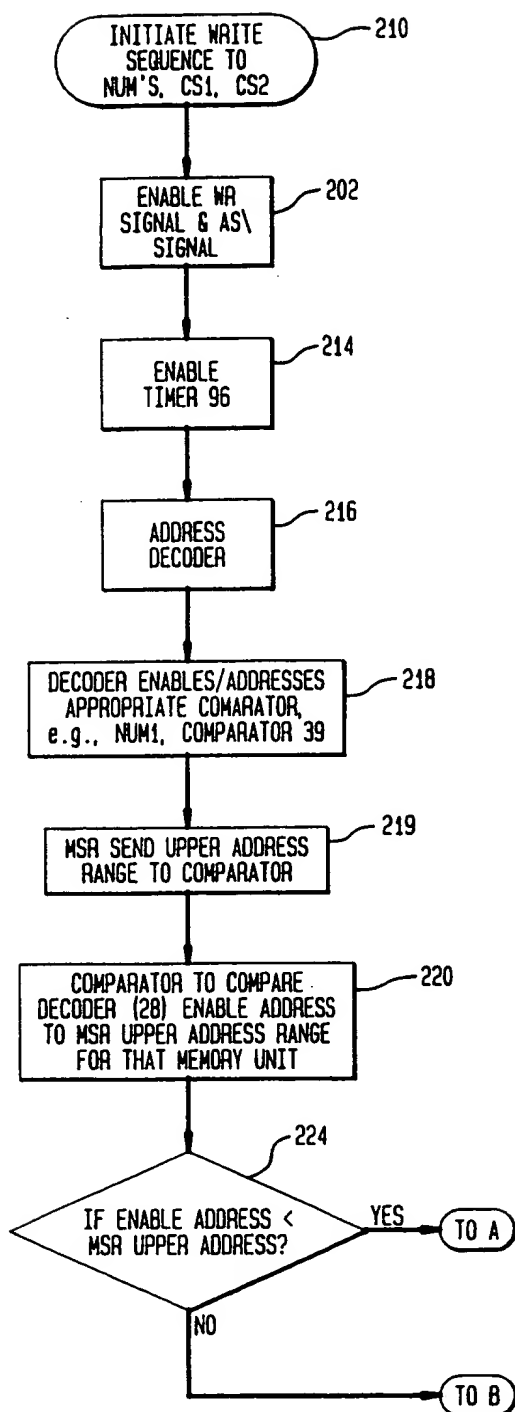 INITIATE WRITE
SEQUENCE TO
NUM'S, CS1, CS2
210
ENABLE WR
SIGNAL & AS\
SIGNAL
202
ENABLE
TIMER 96
214
ADDRESS
DECODER
216
DECODER ENABLES/ADDRESSES
APPROPRIATE COMARATOR,
e.g., NUM1, COMPARATOR 39
218
MSR SEND UPPER ADDRESS
RANGE TO COMPARATOR
219
COMPARATOR TO COMPARE
DECODER (28) ENABLE ADDRESS
TO MSR UPPER ADDRESS RANGE
FOR THAT MEMORY UNIT
220
224
IF ENABLE ADDRESS <
MSR UPPER ADDRESS?
YES
TO A
NO
TO B